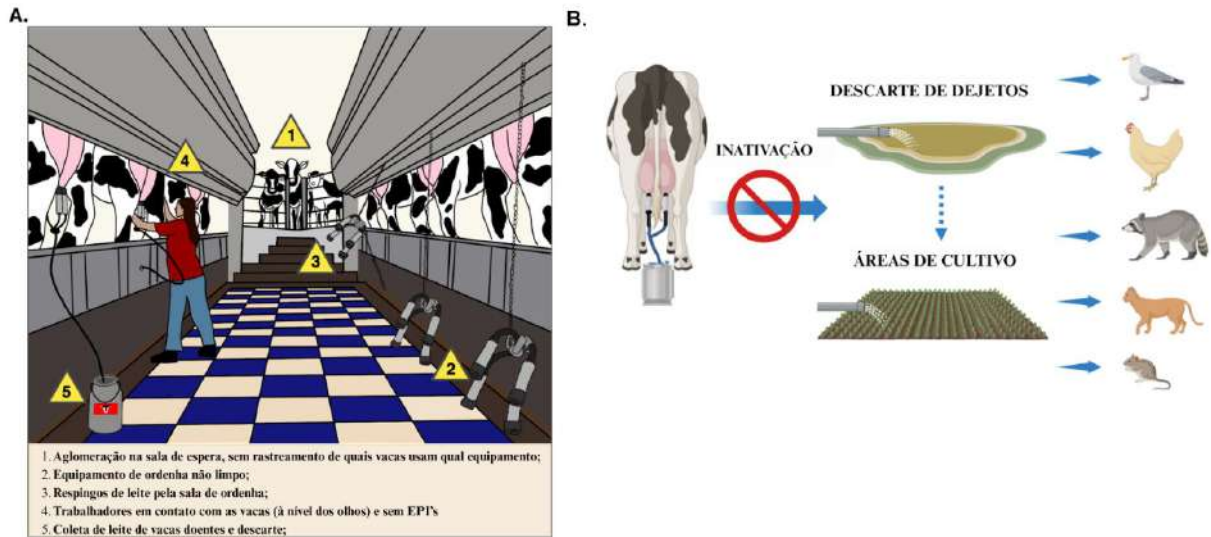 A.
1
4
3
2
5
1. Aglomeração na sala de espera, sem rastreamento de quais vacas usam qual equipamento;
2. Equipamento de ordenha não limpo;
3. Respingos de leite pela sala de ordenha;
4. Trabalhadores em contato com as vacas (à nível dos olhos) e sem EPI's
5. Coleta de leite de vacas doentes e descarte;
B.
INATIVAÇÃO
DESCARTE DE DEJETOS
ÁREAS DE CULTIVO